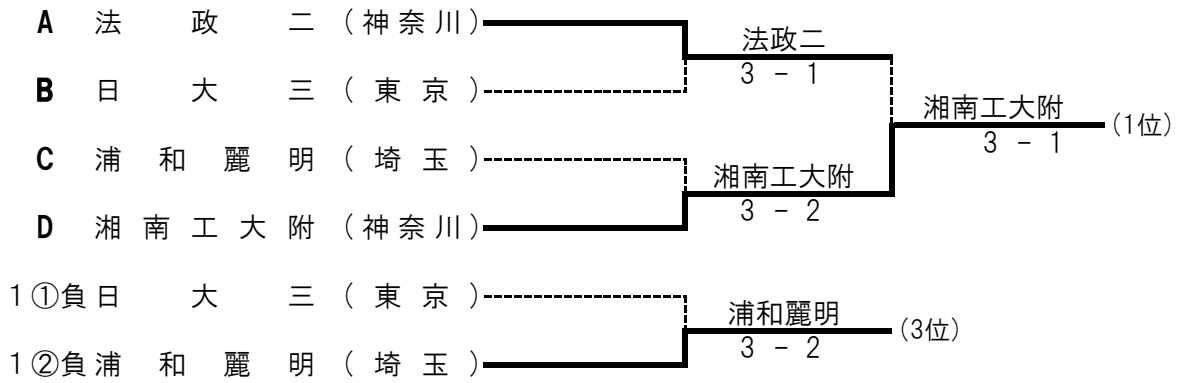 A 法政二（神奈川）
法政二
3 - 1
B 日大三（東京）
湘南工大附 (1位)
3 - 1
C 浦和麗明（埼玉）
湘南工大附
3 - 2
D 湘南工大附（神奈川）
1①負 日大三（東京）
浦和麗明 (3位)
3 - 2
1②負 浦和麗明（埼玉）